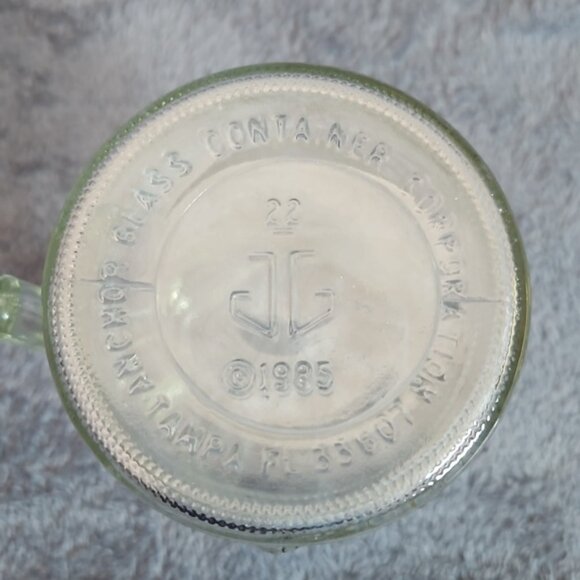 ANCHOR GLASS CONTAINER CORPORATION
TAMPA FL 33607
22
©1985